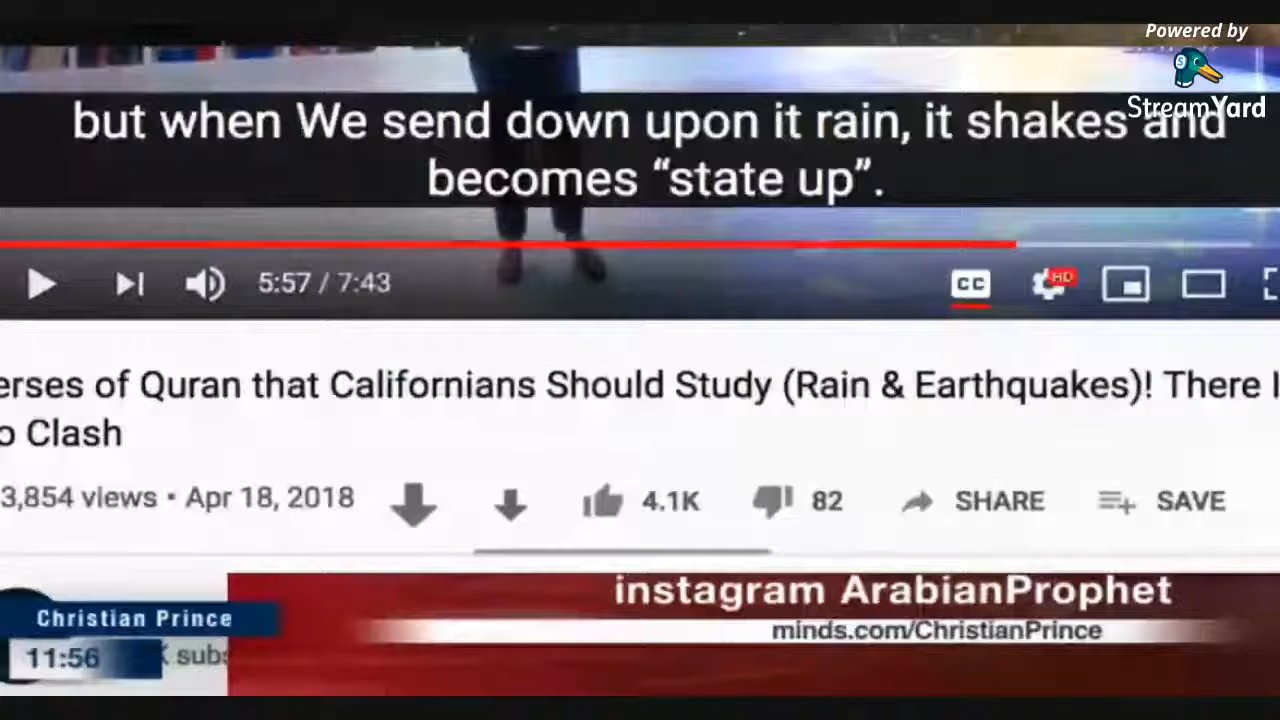 Powered by
StreamYard
but when We send down upon it rain, it shakes and
becomes “state up”.
5:57 / 7:43
CC
HD
erses of Quran that Californians Should Study (Rain & Earthquakes)! There I
o Clash
3,854 views • Apr 18, 2018
4.1K
82
SHARE
SAVE
instagram ArabianProphet
Christian Prince
minds.com/ChristianPrince
11:56
K subs